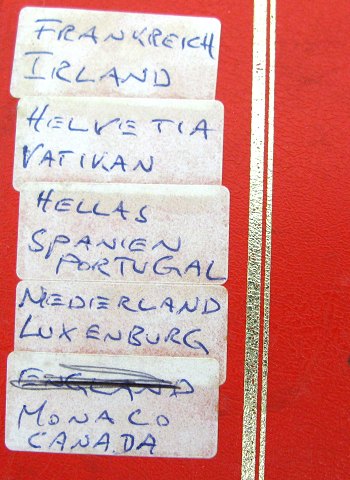 FRANKREICH
IRLAND
HELVETIA
VATIKAN
HELLAS
SPANIEN
PORTUGAL
NEDIERLAND
LUXENBURG
ENGLAND
MONACO
CANADA